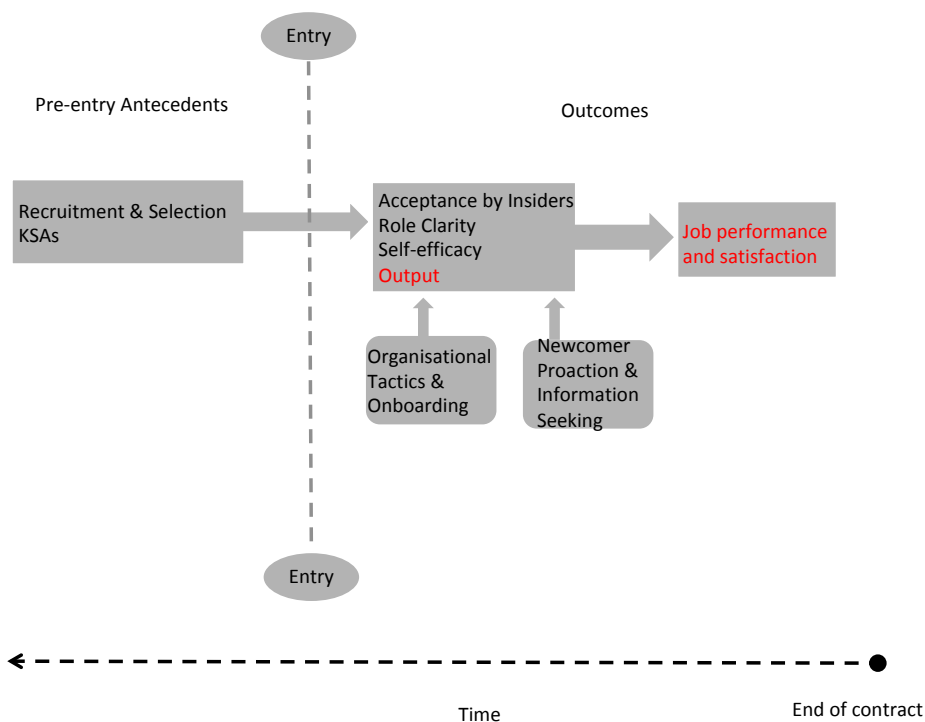 Entry
Pre-entry Antecedents
Outcomes
Recruitment & Selection
KSAs
Acceptance by Insiders
Role Clarity
Self-efficacy
Output
Job performance
and satisfaction
Organisational
Tactics &
Onboarding
Newcomer
Proaction &
Information
Seeking
Entry
Time
End of contract